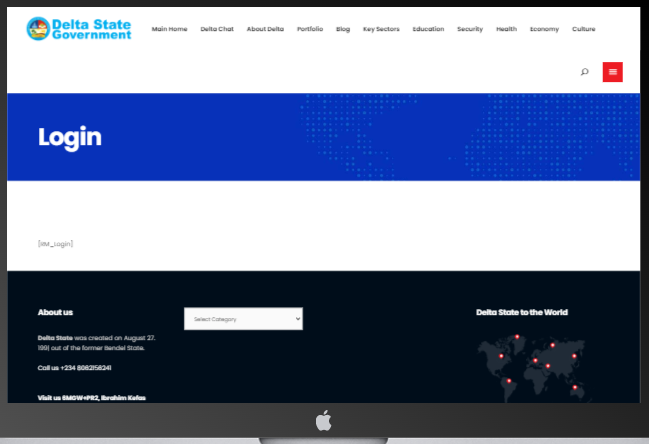 Delta State
Government
Main Home Delta Chat About Delta Portfolio Blog Key Sectors Education Security Health Economy Culture
Login
[RM_Login]
About us
Select Category
Delta State to the World
Delta State was created on August 27,
1991 out of the former Bendel State.
Call us +234 8062158241
Visit us 6MGW+PR2, Ibrahim Kefas